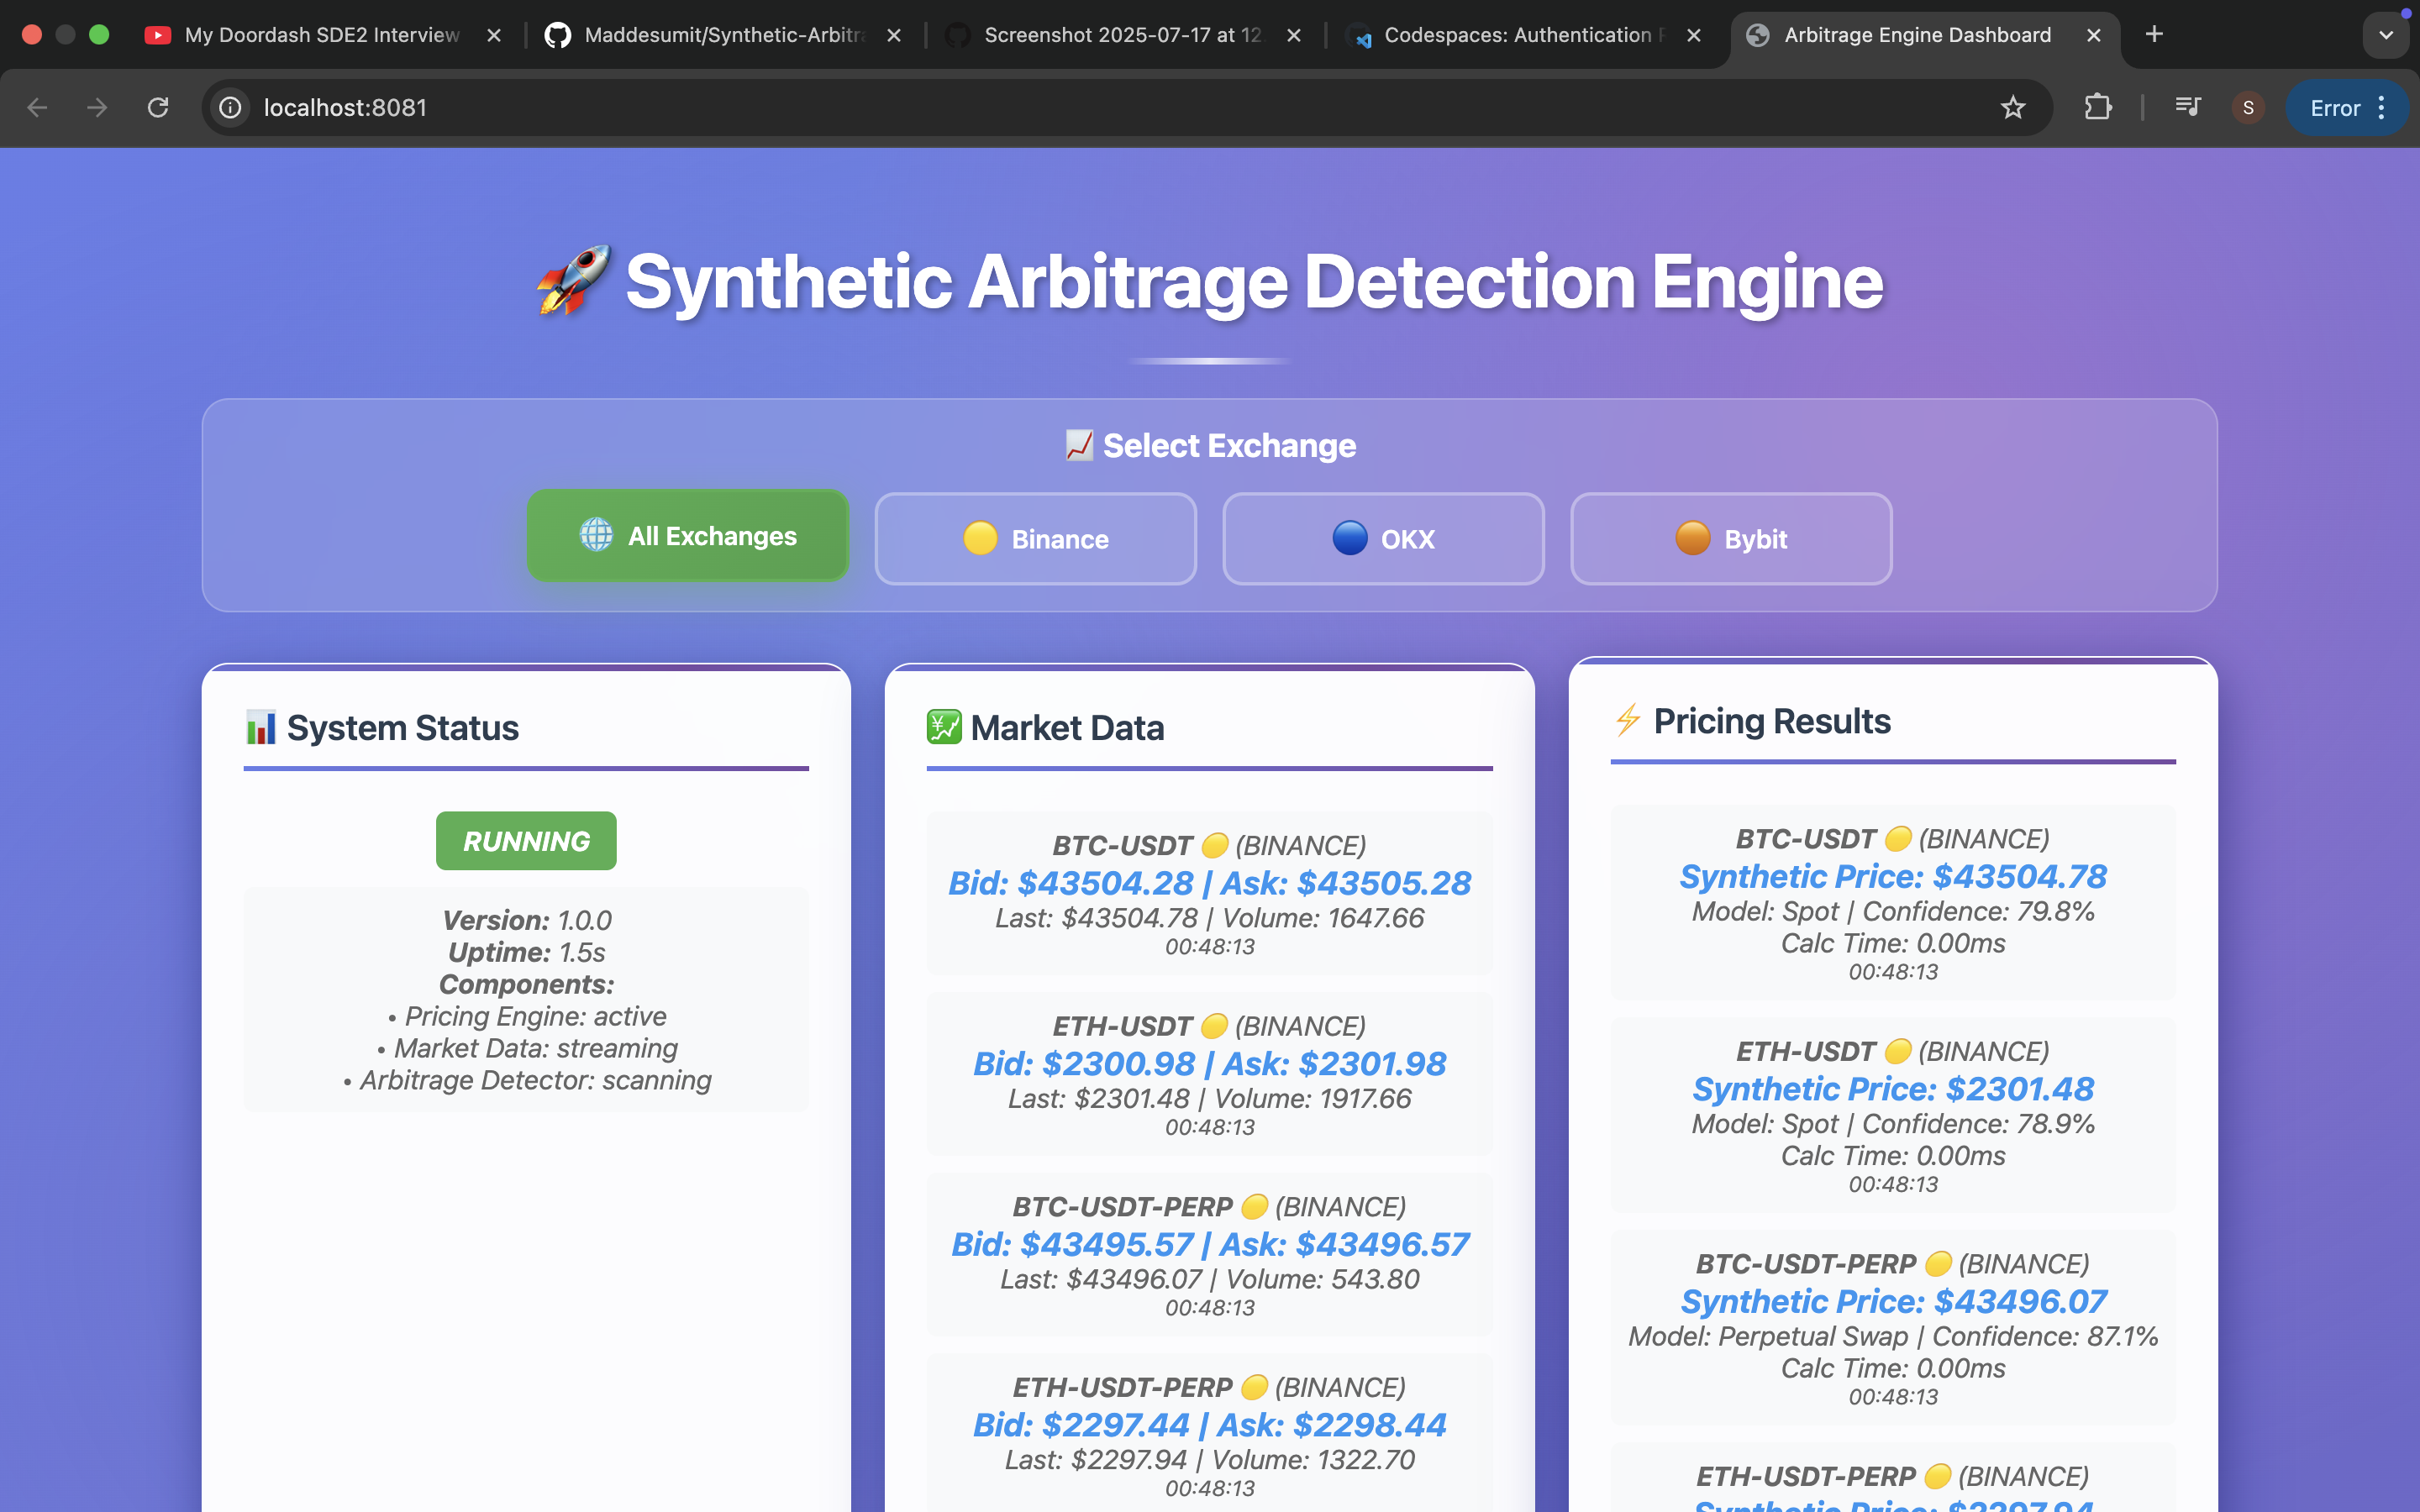 My Doordash SDE2 Interview
Maddesumit/Synthetic-Arbitra
Screenshot 2025-07-17 at 12
Codespaces: Authentication
Arbitrage Engine Dashboard
localhost:8081
S
Error
🚀 Synthetic Arbitrage Detection Engine
📈 Select Exchange
🌐 All Exchanges
🟡 Binance
🔵 OKX
🟠 Bybit
📊 System Status
RUNNING
Version: 1.0.0
Uptime: 1.5s
Components:
• Pricing Engine: active
• Market Data: streaming
• Arbitrage Detector: scanning
💹 Market Data
BTC-USDT 🟡 (BINANCE)
Bid: $43504.28 | Ask: $43505.28
Last: $43504.78 | Volume: 1647.66
00:48:13
ETH-USDT 🟡 (BINANCE)
Bid: $2300.98 | Ask: $2301.98
Last: $2301.48 | Volume: 1917.66
00:48:13
BTC-USDT-PERP 🟡 (BINANCE)
Bid: $43495.57 | Ask: $43496.57
Last: $43496.07 | Volume: 543.80
00:48:13
ETH-USDT-PERP 🟡 (BINANCE)
Bid: $2297.44 | Ask: $2298.44
Last: $2297.94 | Volume: 1322.70
00:48:13
⚡ Pricing Results
BTC-USDT 🟡 (BINANCE)
Synthetic Price: $43504.78
Model: Spot | Confidence: 79.8%
Calc Time: 0.00ms
00:48:13
ETH-USDT 🟡 (BINANCE)
Synthetic Price: $2301.48
Model: Spot | Confidence: 78.9%
Calc Time: 0.00ms
00:48:13
BTC-USDT-PERP 🟡 (BINANCE)
Synthetic Price: $43496.07
Model: Perpetual Swap | Confidence: 87.1%
Calc Time: 0.00ms
00:48:13
ETH-USDT-PERP 🟡 (BINANCE)
Synthetic Price: $2297.94